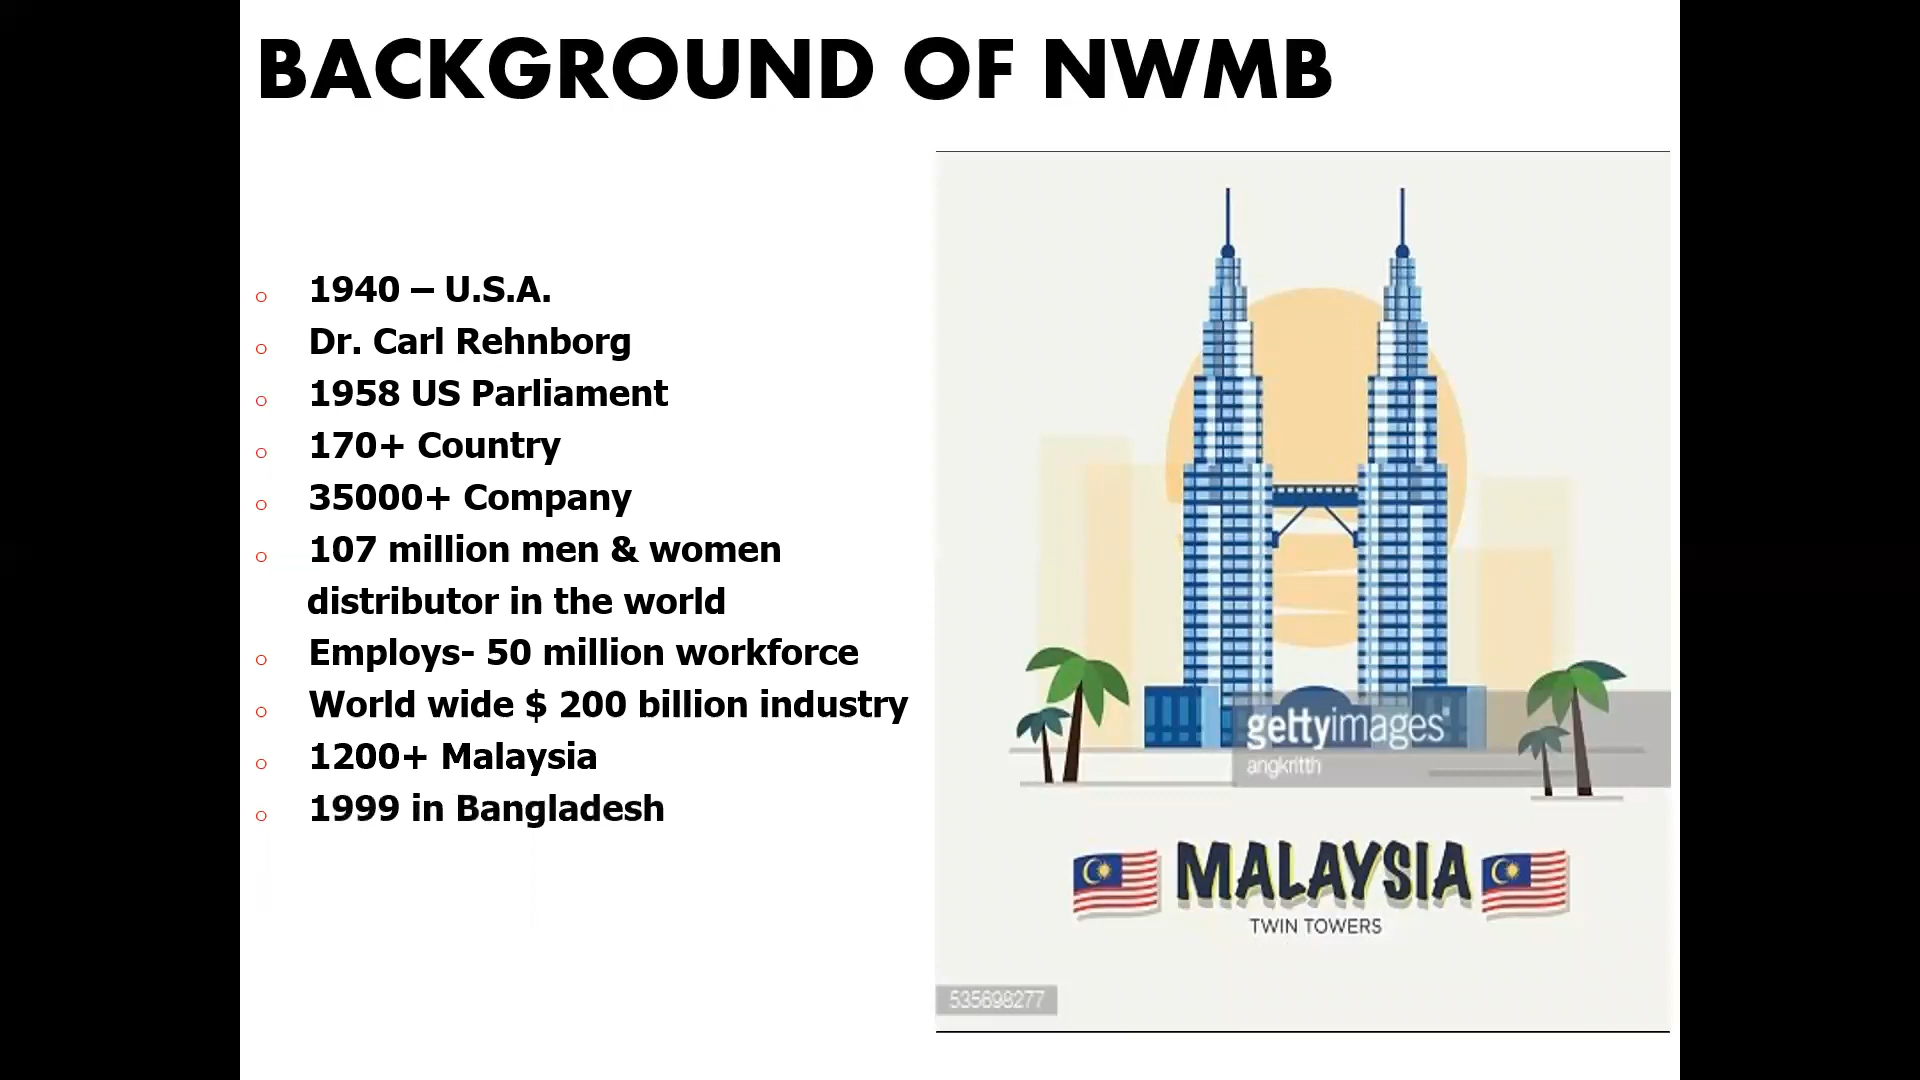 BACKGROUND OF NWMB
1940 – U.S.A.
Dr. Carl Rehnborg
1958 US Parliament
170+ Country
35000+ Company
107 million men & women
distributor in the world
Employs- 50 million workforce
World wide $ 200 billion industry
1200+ Malaysia
1999 in Bangladesh
gettyimages®
angkritth
MALAYSIA
TWIN TOWERS
535698277